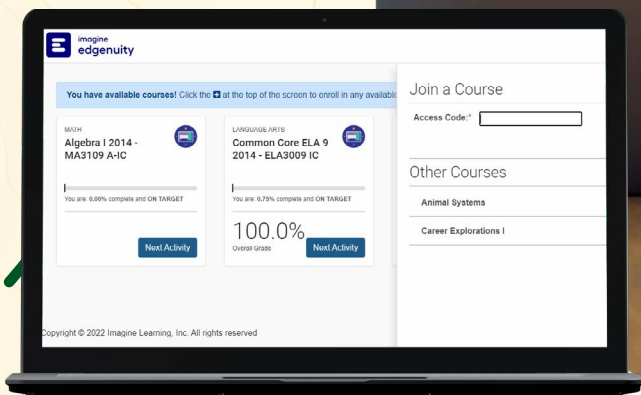 imagine
edgenuity
You have available courses! Click the + at the top of the screen to enroll in any available
MATH
Algebra I 2014 -
MA3109 A-IC
You are: 0.00% complete and ON TARGET
Next Activity
LANGUAGE ARTS
Common Core ELA 9
2014 - ELA3009 IC
You are: 0.75% complete and ON TARGET
100.0%
Overall Grade
Next Activity
Join a Course
Access Code:*
Other Courses
Animal Systems
Career Explorations I
Copyright © 2022 Imagine Learning, Inc. All rights reserved